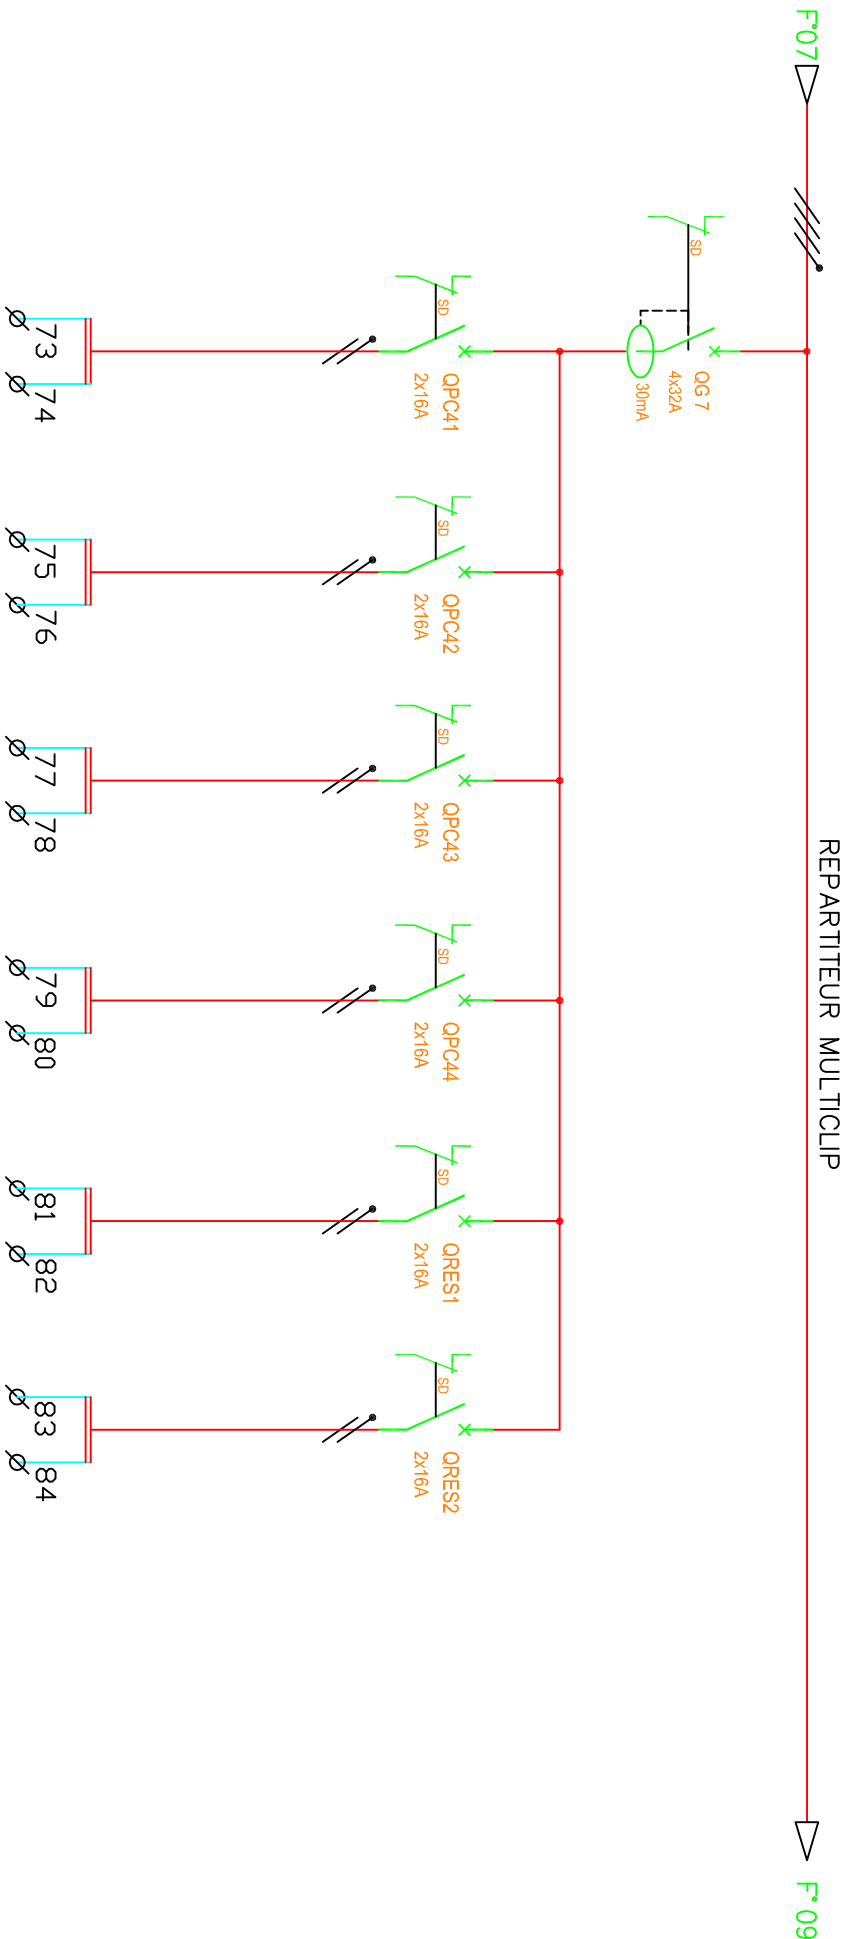 F°07
REPARTITEUR MULTICLIP
F°09
SD
QG 7
4x32A
30mA
SD
QPC41
2x16A
SD
QPC42
2x16A
SD
QPC43
2x16A
SD
QPC44
2x16A
SD
QRES1
2x16A
SD
QRES2
2x16A
73
74
75
76
77
78
79
80
81
82
83
84